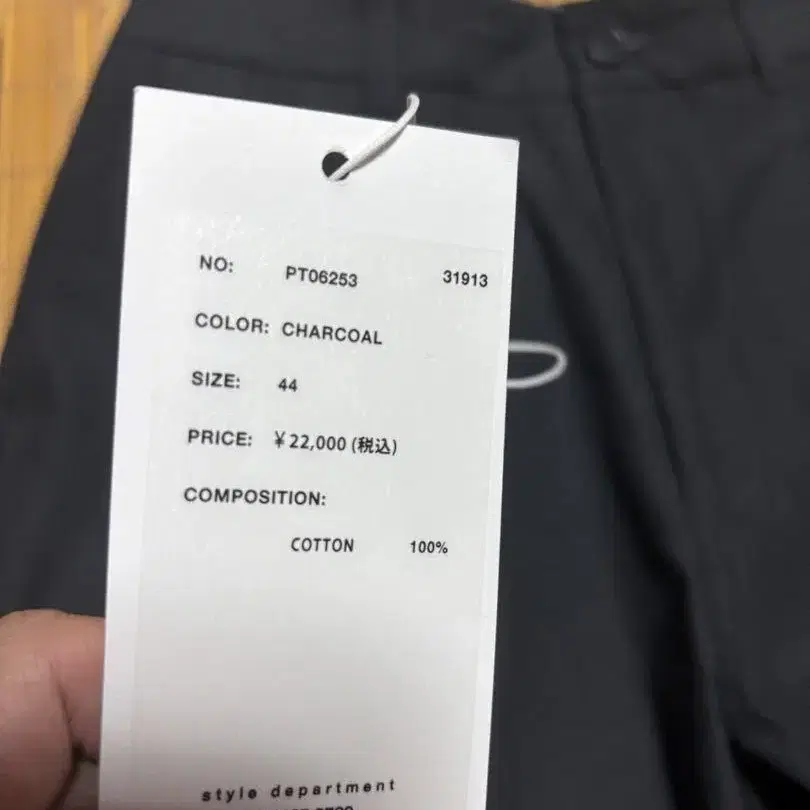 NO: PT06253 31913
COLOR: CHARCOAL
SIZE: 44
PRICE: ¥22,000 (税込)
COMPOSITION:
COTTON 100%
style department